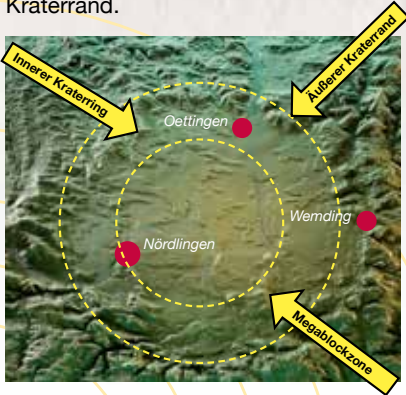 Kraterrand.
Äußerer Kraterrand
Innerer Kraterring
Oettingen
Wemding
Nördlingen
Megablockzone